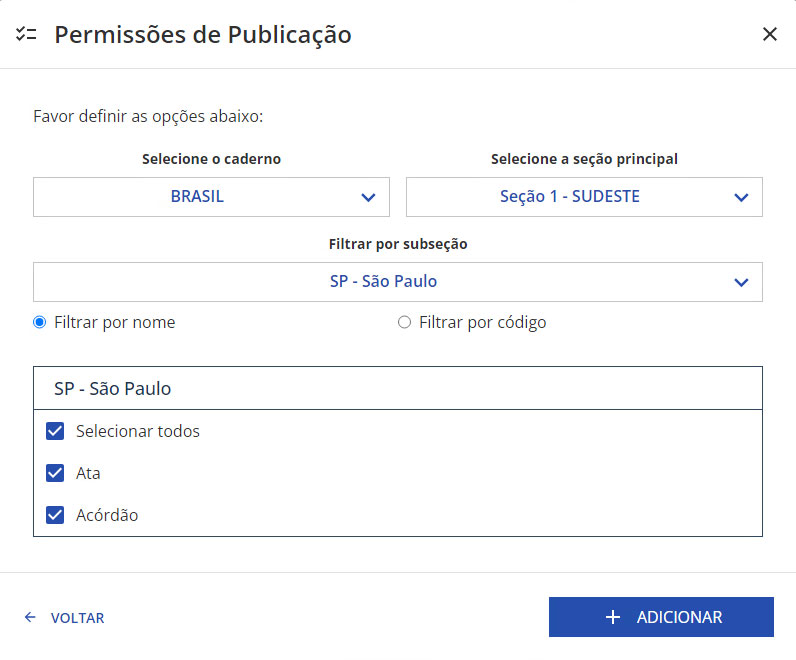 Permissões de Publicação
Favor definir as opções abaixo:
Selecione o caderno
Selecione a seção principal
BRASIL
Seção 1 - SUDESTE
Filtrar por subseção
SP - São Paulo
Filtrar por nome
Filtrar por código
SP - São Paulo
Selecionar todos
Ata
Acórdão
VOLTAR
ADICIONAR